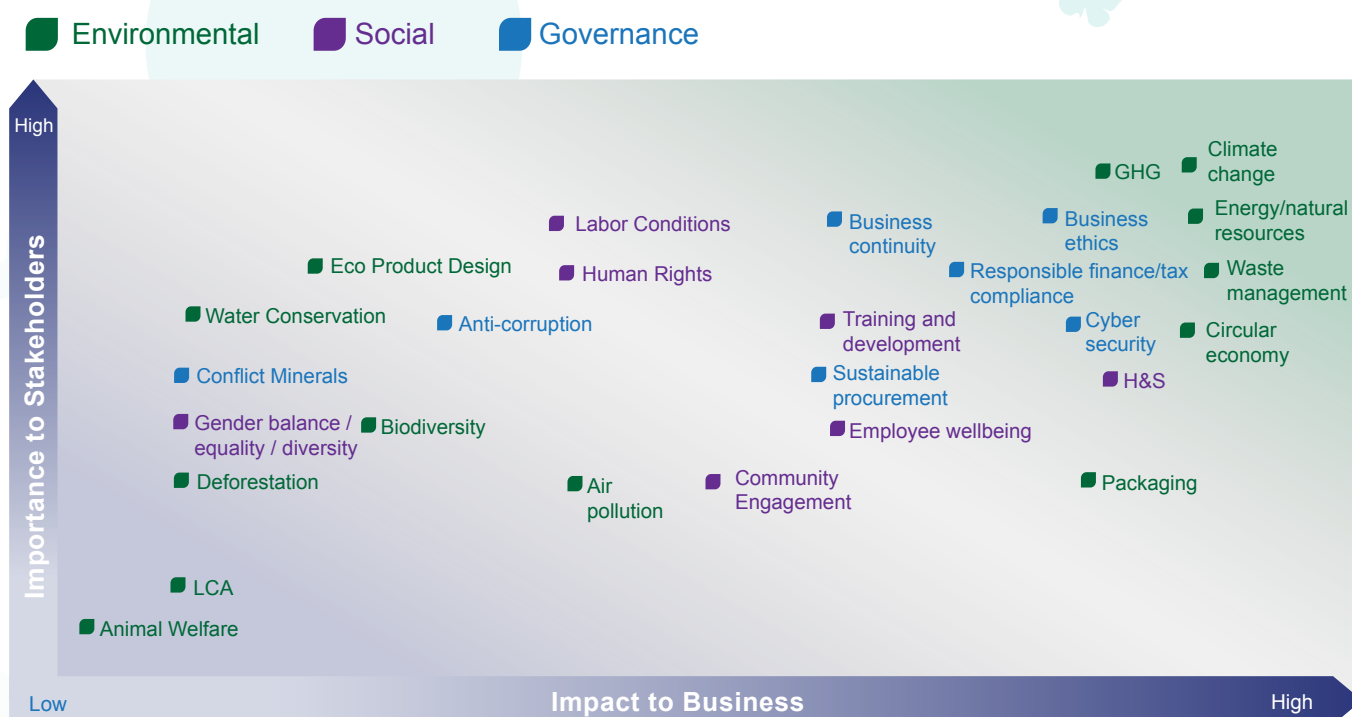 Environmental
Social
Governance
High
Importance to Stakeholders
Climate
change
GHG
Energy/natural
resources
Labor Conditions
Business
continuity
Business
ethics
Eco Product Design
Human Rights
Responsible finance/tax
compliance
Waste
management
Water Conservation
Anti-corruption
Training and
development
Cyber
security
Circular
economy
Conflict Minerals
Sustainable
procurement
H&S
Gender balance /
equality / diversity
Biodiversity
Employee wellbeing
Deforestation
Air
pollution
Community
Engagement
Packaging
LCA
Animal Welfare
Low
Impact to Business
High